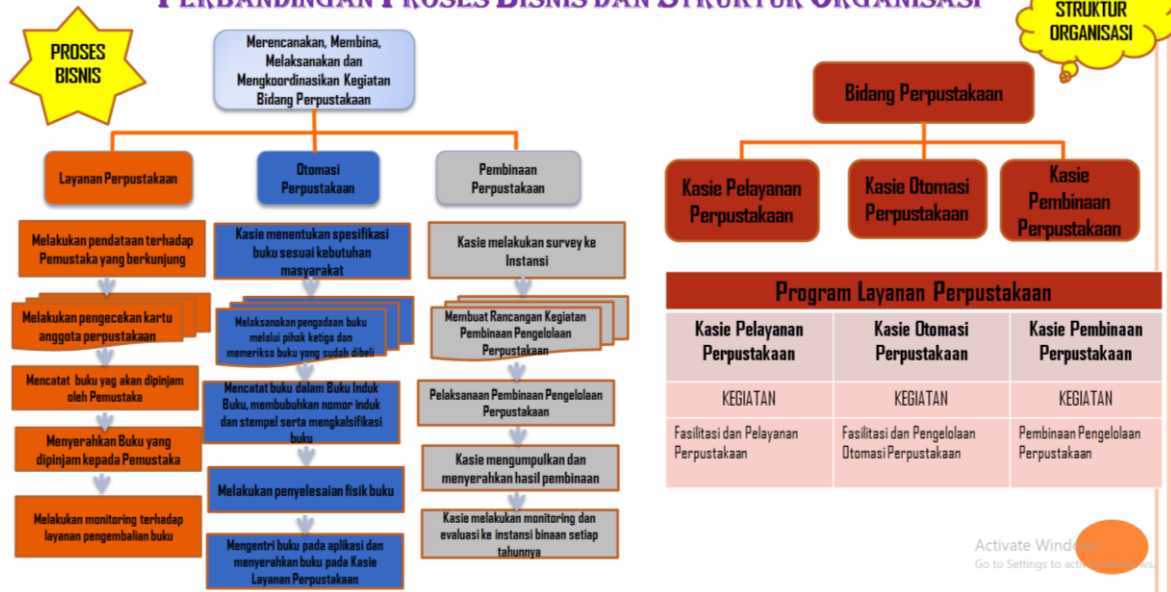 PERBANDINGAN PROSES BISNIS DAN STRUKTUR ORGANISASI
PROSES
BISNIS
Merencanakan, Membina,
Melaksanakan dan
Mengkoordinasikan Kegiatan
Bidang Perpustakaan
Layanan Perpustakaan
Otomasi
Perpustakaan
Pembinaan
Perpustakaan
Melakukan pendataan terhadap
Pemustaka yang berkunjung
Melakukan pengecekan kartu
anggota perpustakaan
Mencatat buku yag akan dipinjam
oleh Pemustaka
Menyerahkan Buku yang
dipinjam kepada Pemustaka
Melakukan monitoring terhadap
layanan pengembalian buku
Kasie menentukan spesifikasi
buku sesuai kebutuhan
masyarakat
Melaksanakan pengadaan buku
melalui pihak ketiga dan
memeriksa buku yang sudah dibeli
Mencatat buku dalam Buku Induk
Buku, membubuhkan nomor induk
dan stempel serta mengkalsifikasi
buku
Melakukan penyelesaian fisik buku
Mengentri buku pada aplikasi dan
menyerahkan buku pada Kasie
Layanan Perpustakaan
Kasie melakukan survey ke
Instansi
Membuat Rancangan Kegiatan
Pembinaan Pengelolaan
Perpustakaan
Pelaksanaan Pembinaan Pengelolaan
Perpustakaan
Kasie mengumpulkan dan
menyerahkan hasil pembinaan
Kasie melakukan monitoring dan
evaluasi ke instansi binaan setiap
tahunnya
STRUKTUR
ORGANISASI
Bidang Perpustakaan
Kasie Pelayanan
Perpustakaan
Kasie Otomasi
Perpustakaan
Kasie
Pembinaan
Perpustakaan
Program Layanan Perpustakaan
Kasie Pelayanan
Perpustakaan
Kasie Otomasi
Perpustakaan
Kasie Pembinaan
Perpustakaan
KEGIATAN
KEGIATAN
KEGIATAN
Fasilitasi dan Pelayanan
Perpustakaan
Fasilitasi dan Pengelolaan
Otomasi Perpustakaan
Pembinaan Pengelolaan
Perpustakaan
Activate Windows
Go to Settings to activate Windows.